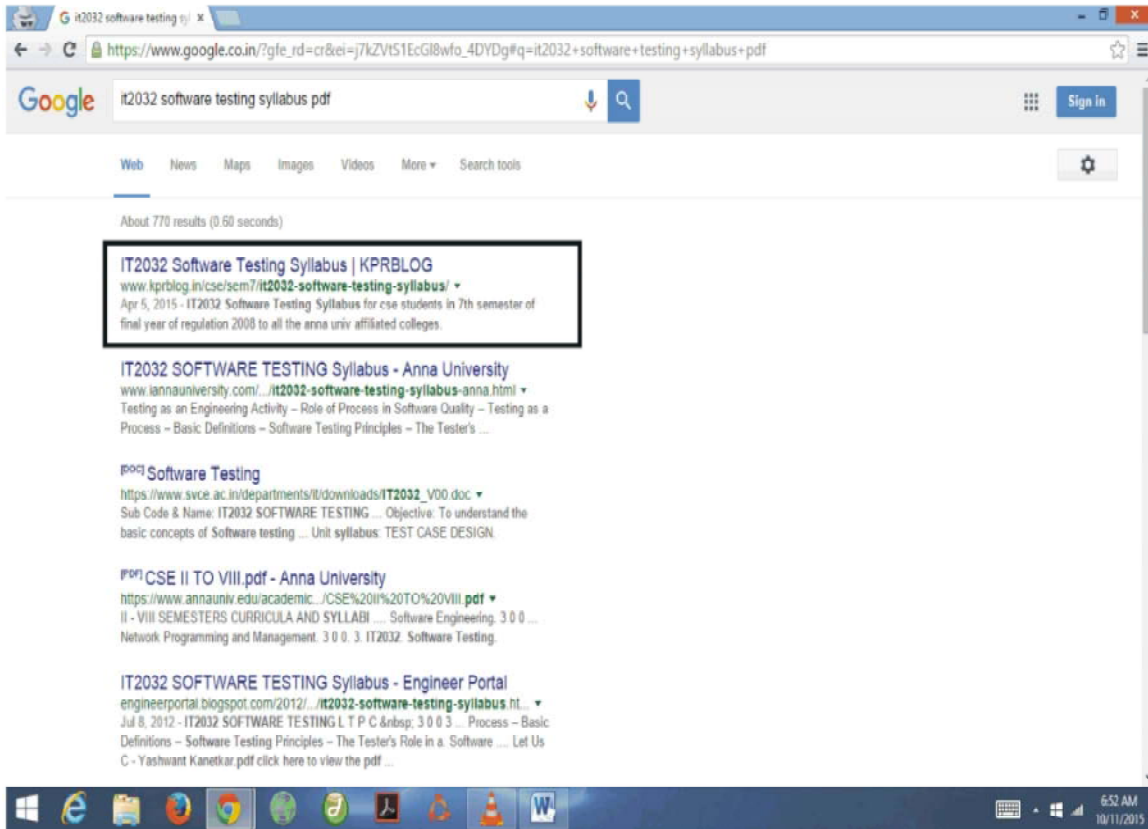 it2032 software testing sy
https://www.google.co.in/?gfe_rd=cr&ei=j7kZVtS1EcGl8wfo_4DYDg#q=it2032+software+testing+syllabus+pdf
Google it2032 software testing syllabus pdf Sign in
Web News Maps Images Videos More Search tools
About 770 results (0.60 seconds)
IT2032 Software Testing Syllabus | KPRBLOG
www.kprblog.in/cse/sem7/it2032-software-testing-syllabus/
Apr 5, 2015 - IT2032 Software Testing Syllabus for cse students in 7th semester of
final year of regulation 2008 to all the anna univ affiliated colleges.
IT2032 SOFTWARE TESTING Syllabus - Anna University
www.iannauniversity.com/.../it2032-software-testing-syllabus-anna.html
Testing as an Engineering Activity – Role of Process in Software Quality – Testing as a
Process – Basic Definitions – Software Testing Principles – The Tester's ...
[DOC] Software Testing
https://www.svce.ac.in/departments/it/downloads/IT2032_V00.doc
Sub Code & Name: IT2032 SOFTWARE TESTING ... Objective: To understand the
basic concepts of Software testing ... Unit syllabus: TEST CASE DESIGN.
[PDF] CSE II TO VIII.pdf - Anna University
https://www.annauniv.edu/academic.../CSE%20II%20TO%20VIII.pdf
II - VIII SEMESTERS CURRICULA AND SYLLABI .... Software Engineering. 3 0 0 ...
Network Programming and Management. 3 0 0. 3. IT2032. Software Testing.
IT2032 SOFTWARE TESTING Syllabus - Engineer Portal
engineerportal.blogspot.com/2012/.../it2032-software-testing-syllabus.ht...
Jul 8, 2012 - IT2032 SOFTWARE TESTING L T P C &nbsp; 3 0 0 3 ... Process – Basic
Definitions – Software Testing Principles – The Tester's Role in a. Software .... Let Us
C - Yashwant Kanetkar.pdf click here to view the pdf ...
6:52 AM
10/11/2015